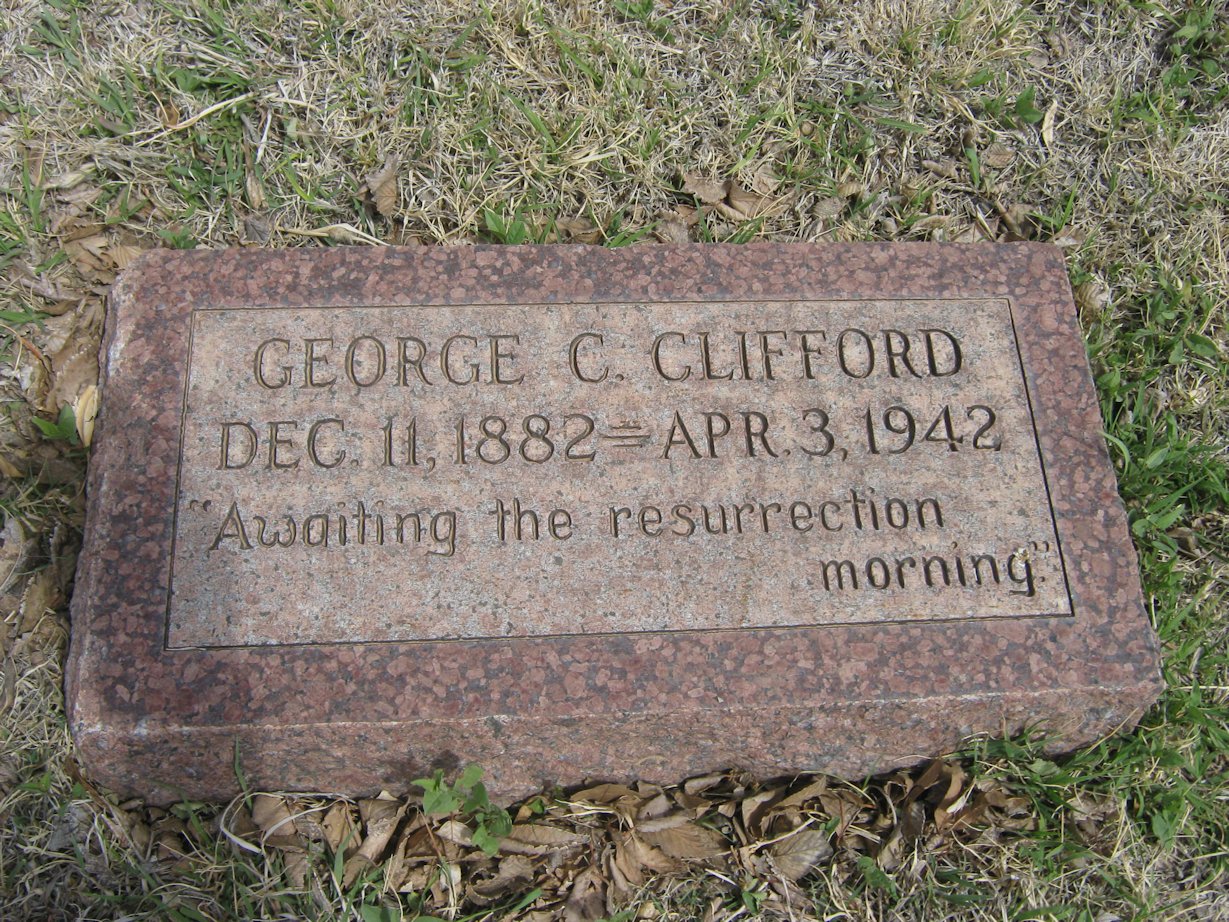 GEORGE C. CLIFFORD
DEC. 11, 1882=APR. 3, 1942
"Awaiting the resurrection
morning."